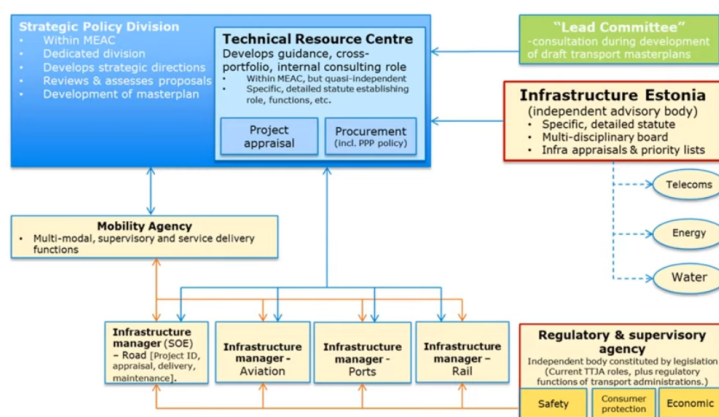 Strategic Policy Division
• Within MEAC
• Dedicated division
• Develops strategic directions
• Reviews & assesses proposals
• Development of masterplan
Technical Resource Centre
Develops guidance, cross-
portfolio, internal consulting role
• Within MEAC, but quasi-independent
• Specific, detailed statute establishing
role, functions, etc.
Project
appraisal
Procurement
(incl. PPP policy)
“Lead Committee”
-consultation during development
of draft transport masterplans
Infrastructure Estonia
(independent advisory body)
• Specific, detailed statute
• Multi-disciplinary board
• Infra appraisals & priority lists
Telecoms
Energy
Water
Mobility Agency
• Multi-modal, supervisory and service delivery
functions
Infrastructure
manager (SOE)
– Road [Project ID,
appraisal, delivery,
maintenance].
Infrastructure
manager -
Aviation
Infrastructure
manager -
Ports
Infrastructure
manager–
Rail
Regulatory & supervisory
agency
Independent body constituted by legislation
(Current TTJA roles, plus regulatory
functions of transport administrations.)
Safety
Consumer
protection
Economic